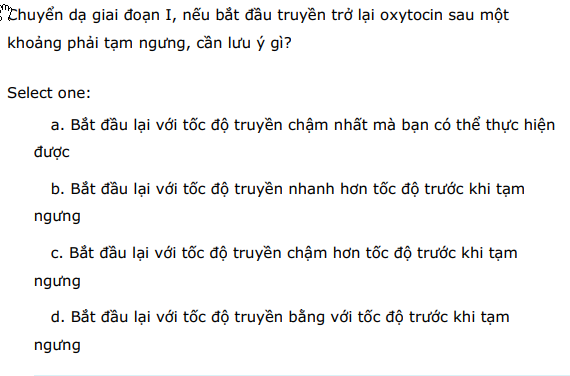 Chuyển dạ giai đoạn I, nếu bắt đầu truyền trở lại oxytocin sau một
khoảng phải tạm ngưng, cần lưu ý gì?
Select one:
a. Bắt đầu lại với tốc độ truyền chậm nhất mà bạn có thể thực hiện
được
b. Bắt đầu lại với tốc độ truyền nhanh hơn tốc độ trước khi tạm
ngưng
c. Bắt đầu lại với tốc độ truyền chậm hơn tốc độ trước khi tạm
ngưng
d. Bắt đầu lại với tốc độ truyền bằng với tốc độ trước khi tạm
ngưng